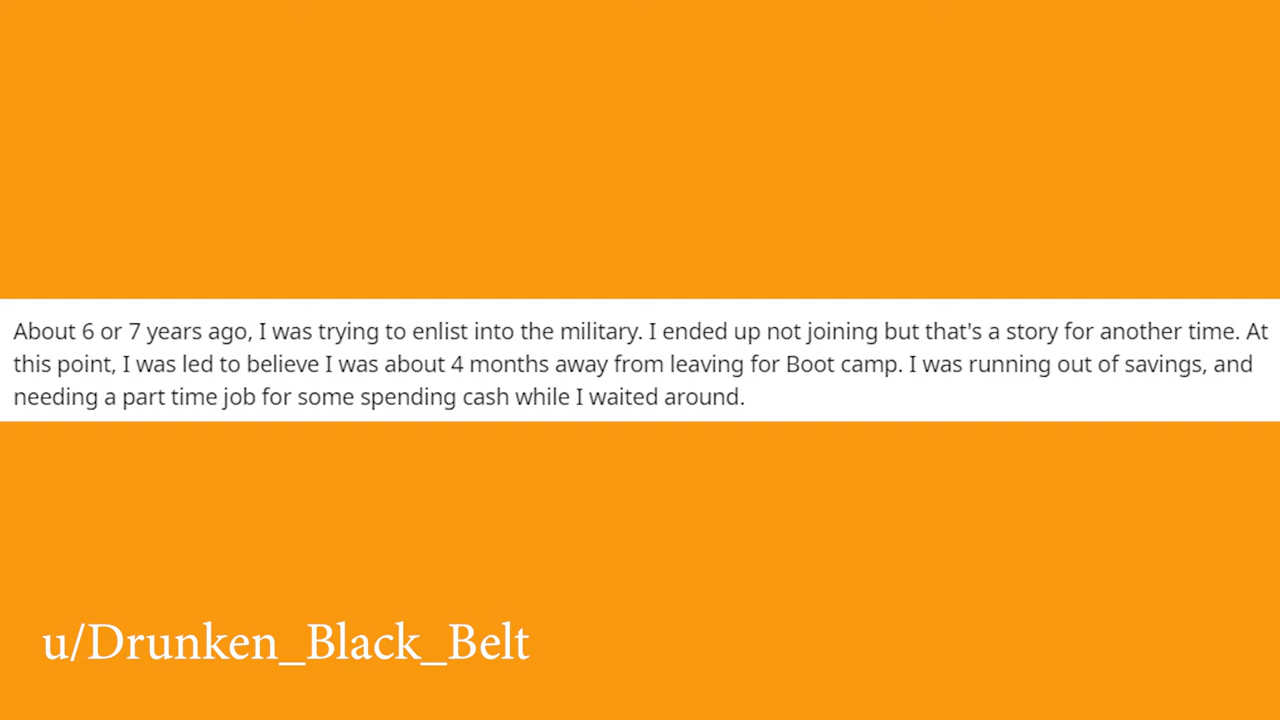 About 6 or 7 years ago, I was trying to enlist into the military. I ended up not joining but that's a story for another time. At
this point, I was led to believe I was about 4 months away from leaving for Boot camp. I was running out of savings, and
needing a part time job for some spending cash while I waited around.
u/Drunken_Black_Belt